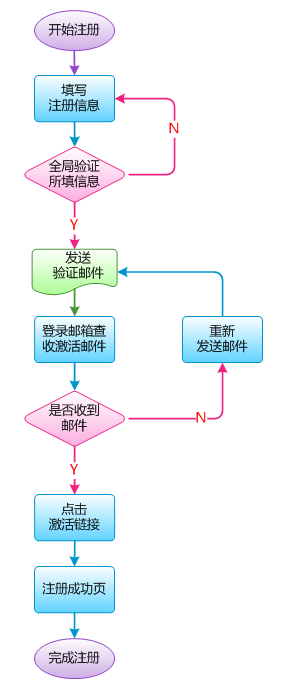 开始注册
填写
注册信息
N
全局验证
所填信息
Y
发送
验证邮件
登录邮箱查
收激活邮件
重新
发送邮件
是否收到
邮件
N
Y
点击
激活链接
注册成功页
完成注册